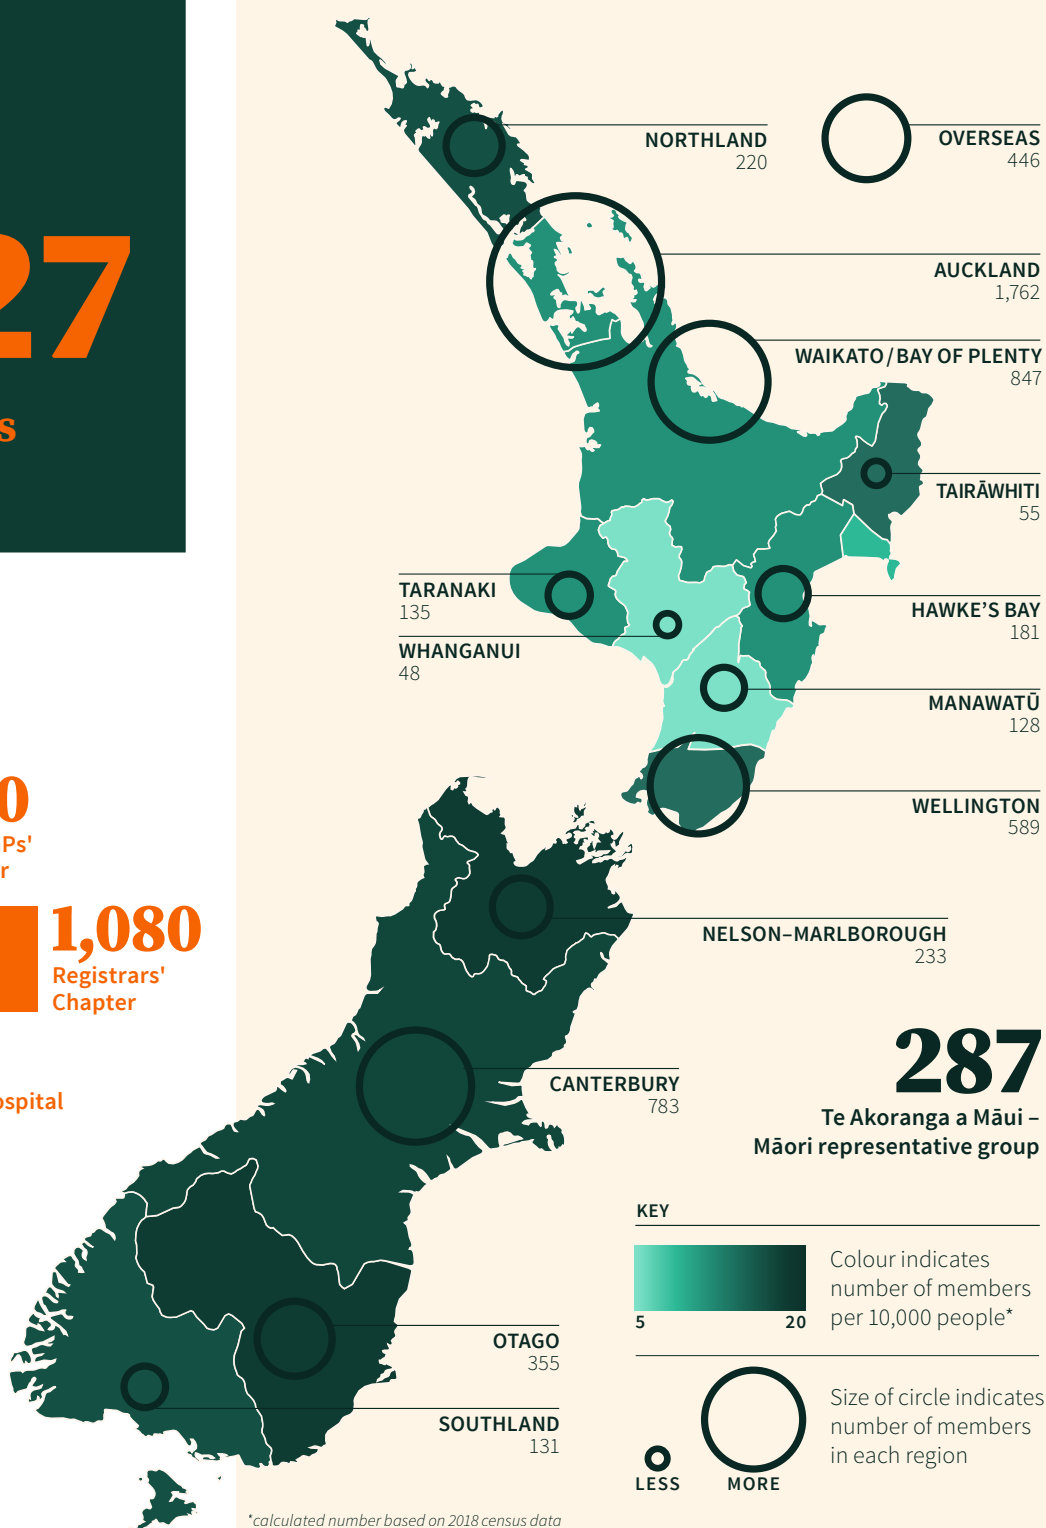 27
s
0
Ps'
r
1,080
Registrars'
Chapter
ospital
NORTHLAND
220
OVERSEAS
446
AUCKLAND
1,762
WAIKATO/BAY OF PLENTY
847
TAIRĀWHITI
55
TARANAKI
135
WHANGANUI
48
HAWKE'S BAY
181
MANAWATŪ
128
WELLINGTON
589
NELSON–MARLBOROUGH
233
CANTERBURY
783
OTAGO
355
SOUTHLAND
131
287
Te Akoranga a Māui –
Māori representative group
KEY
5 20
Colour indicates
number of members
per 10,000 people*
LESS MORE
Size of circle indicates
number of members
in each region
*calculated number based on 2018 census data